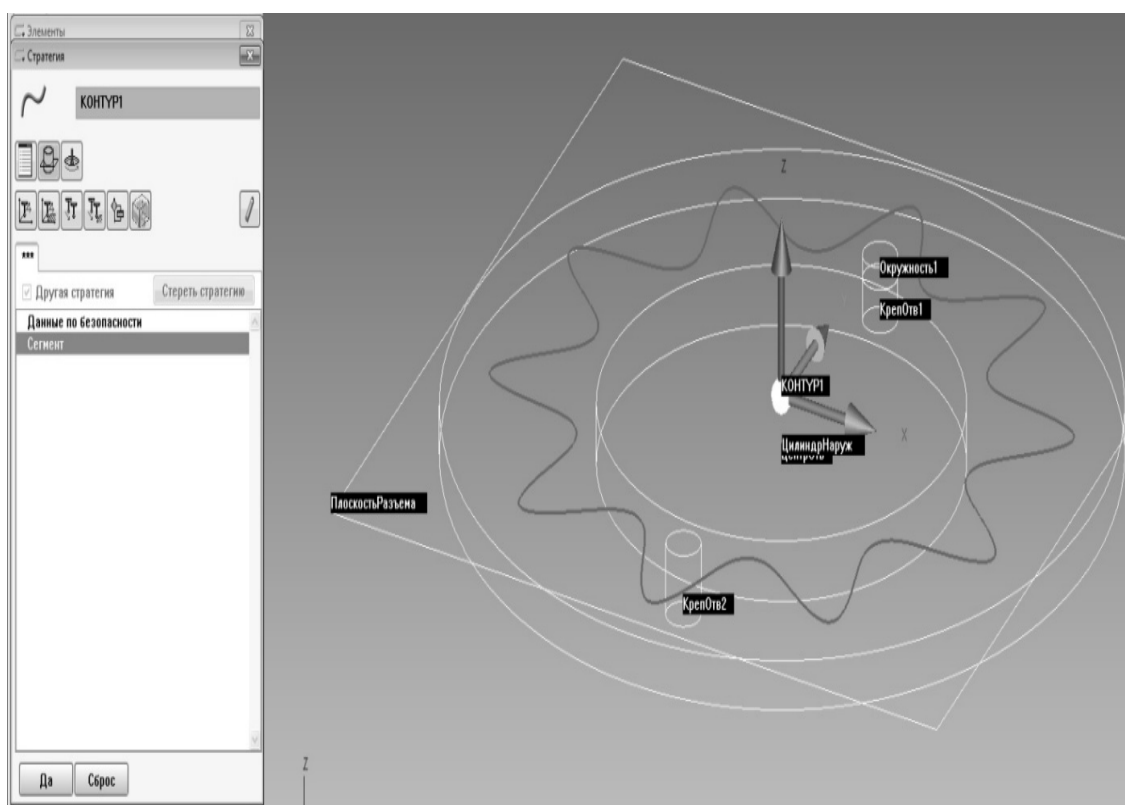 Элементы
Стратегия
КОНТУР1
***
Другая стратегия
Стереть стратегию
Данные по безопасности
Сегмент
Да
Сброс
Z
Окружность1
КрепОтв1
КОНТУР1
X
ЦилиндрНаруж
ПлоскостьРазъема
КрепОтв2
Z